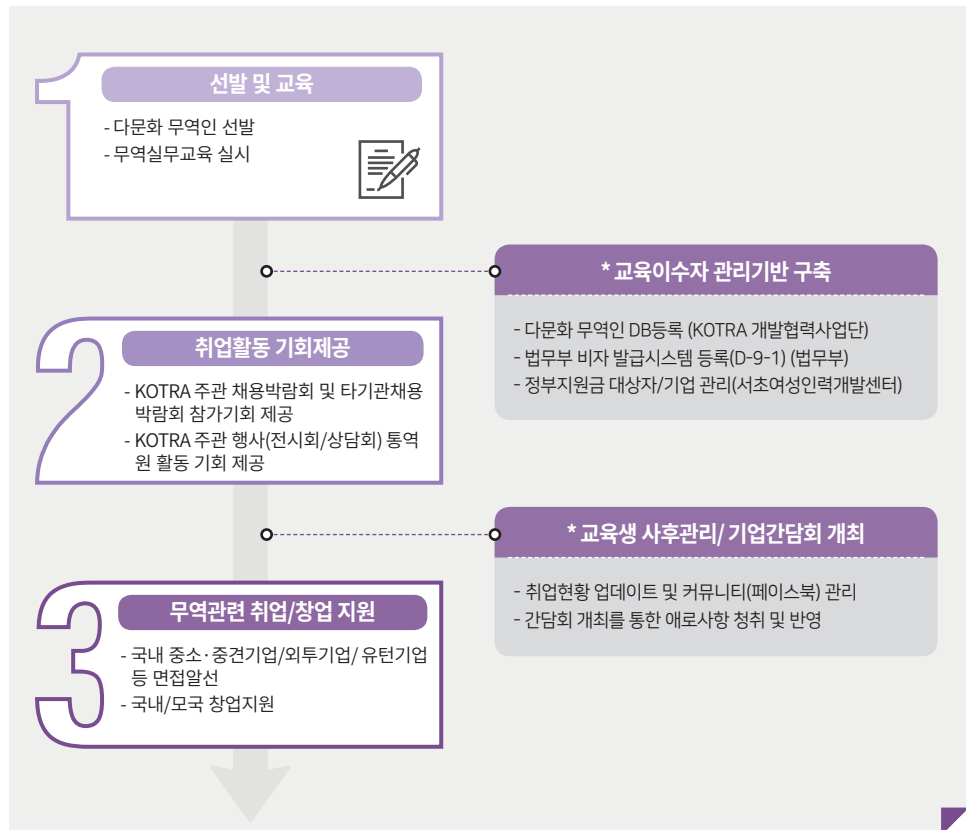 1
선발 및 교육
- 다문화 무역인 선발
- 무역실무교육 실시
* 교육이수자 관리기반 구축
- 다문화 무역인 DB등록 (KOTRA 개발협력사업단)
- 법무부 비자 발급시스템 등록(D-9-1) (법무부)
- 정부지원금 대상자/기업 관리(서초여성인력개발센터)
2
취업활동 기회제공
- KOTRA 주관 채용박람회 및 타기관채용
박람회 참가기회 제공
- KOTRA 주관 행사(전시회/상담회) 통역
원 활동 기회 제공
* 교육생 사후관리/ 기업간담회 개최
- 취업현황 업데이트 및 커뮤니티(페이스북) 관리
- 간담회 개최를 통한 애로사항 청취 및 반영
3
무역관련 취업/창업 지원
- 국내 중소·중견기업/외투기업/ 유턴기업
등 면접알선
- 국내/모국 창업지원